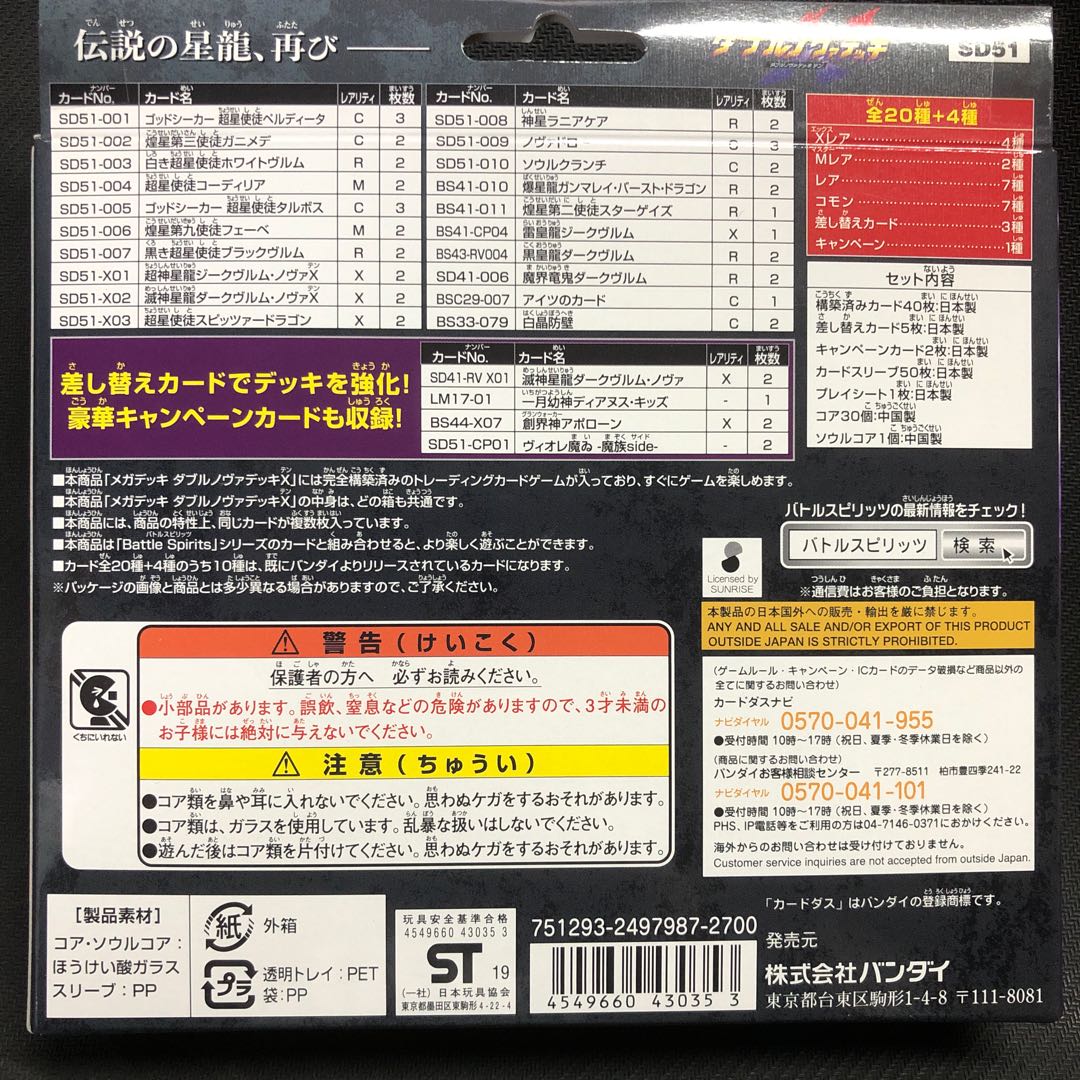 伝説の星龍、再び
ダブルノヴァデッキ
SD51
カードNo. カード名 レアリティ 枚数
SD51-001 ゴッドシーカー 超星使徒ペルディータ C 3
SD51-002 煌星第三使徒ガニメデ C 2
SD51-003 白き超星使徒ホワイトヴルム R 2
SD51-004 超星使徒コーディリア M 2
SD51-005 ゴッドシーカー 超星使徒タルボス C 3
SD51-006 煌星第九使徒フェーベ M 2
SD51-007 黒き超星使徒ブラックヴルム R 2
SD51-X01 超神星龍ジークヴルム・ノヴァX X 2
SD51-X02 滅神星龍ダークヴルム・ノヴァX X 2
SD51-X03 超星使徒スピッツァードラゴン X 2
カードNo. カード名 レアリティ 枚数
SD51-008 神星ラニアケア R 2
SD51-009 C 3
SD51-010 ソウルクランチ C 2
BS41-010 爆星龍ガンマレイ・バースト・ドラゴン R 2
BS41-011 煌星第二使徒スターゲイズ R 1
BS41-CP04 雷皇龍ジークヴルム X 1
BS43-RV004 黒皇龍ダークヴルム R 2
SD41-006 魔界竜鬼ダークヴルム R 2
BSC29-007 アイツのカード C 1
BS33-079 白晶防壁 C 2
全20種+4種
Xレア 4種
Mレア 2種
レア 7種
コモン 7種
差し替えカード 3種
キャンペーン 1種
セット内容
構築済みカード40枚:日本製
差し替えカード5枚:日本製
キャンペーンカード2枚:日本製
カードスリーブ50枚:日本製
プレイシート1枚:日本製
コア30個:中国製
ソウルコア1個:中国製
差し替えカードでデッキを強化!
豪華キャンペーンカードも収録!
カードNo. カード名 レアリティ 枚数
SD41-RV X01 滅神星龍ダークヴルム・ノヴァ X 2
LM17-01 一月幼神ディアヌス・キッズ - 1
BS44-X07 創界神アポローン X 2
SD51-CP01 ヴィオレ魔ゐ -魔族side- - 2
■本商品「メガデッキ ダブルノヴァデッキX」には完全構築済みのトレーディングカードゲームが入っており、すぐにゲームを楽しめます。
■本商品「メガデッキ ダブルノヴァデッキX」の中身は、どの箱も共通です。
■本商品には、商品の特性上、同じカードが複数枚入っています。
■本商品は「Battle Spirits」シリーズのカードと組み合わせると、より楽しく遊ぶことができます。
■カード全20種+4種のうち10種は、既にバンダイよりリリースされているカードになります。
※パッケージの画像と商品とは多少異なる場合がありますので、ご了承ください。
バトルスピリッツの最新情報をチェック!
バトルスピリッツ 検索
※通信費はお客様のご負担となります。
Licensed by
SUNRISE
本製品の日本国外への販売・輸出を厳に禁じます。
ANY AND ALL SALE AND/OR EXPORT OF THIS PRODUCT
OUTSIDE JAPAN IS STRICTLY PROHIBITED.
(ゲームルール・キャンペーン・ICカードのデータ破損など商品以外の
全てに関するお問い合わせ)
カードダスナビ
ナビダイヤル 0570-041-955
●受付時間 10時~17時(祝日、夏季・冬季休業日を除く)
(商品に関するお問い合わせ)
バンダイお客様相談センター 〒277-8511 柏市豊四季241-22
ナビダイヤル 0570-041-101
●受付時間 10時~17時(祝日、夏季・冬季休業日を除く)
PHS、IP電話等をご利用の方は04-7146-0371におかけください。
海外からのお問い合わせは受け付けておりません。
Customer service inquiries are not accepted from outside Japan.
警告(けいこく)
保護者の方へ 必ずお読みください。
●小部品があります。誤飲、窒息などの危険がありますので、3才未満の
お子様には絶対に与えないでください。
くちにいれない
注意(ちゅうい)
●コア類を鼻や耳に入れないでください。思わぬケガをするおそれがあります。
●コア類は、ガラスを使用しています。乱暴な扱いはしないでください。
●遊んだ後はコア類を片付けてください。思わぬケガをするおそれがあります。
「カードダス」はバンダイの登録商標です。
[製品素材]
コア・ソウルコア:
ほうけい酸ガラス
スリーブ:PP
紙 外箱
プラ 透明トレイ:PET
袋:PP
玩具安全基準合格
4549660 43035 3
ST 19
(一社)日本玩具協会
東京都墨田区東駒形4-22-4
751293-2497987-2700
4549660 430353
発売元
株式会社バンダイ
東京都台東区駒形1-4-8 〒111-8081